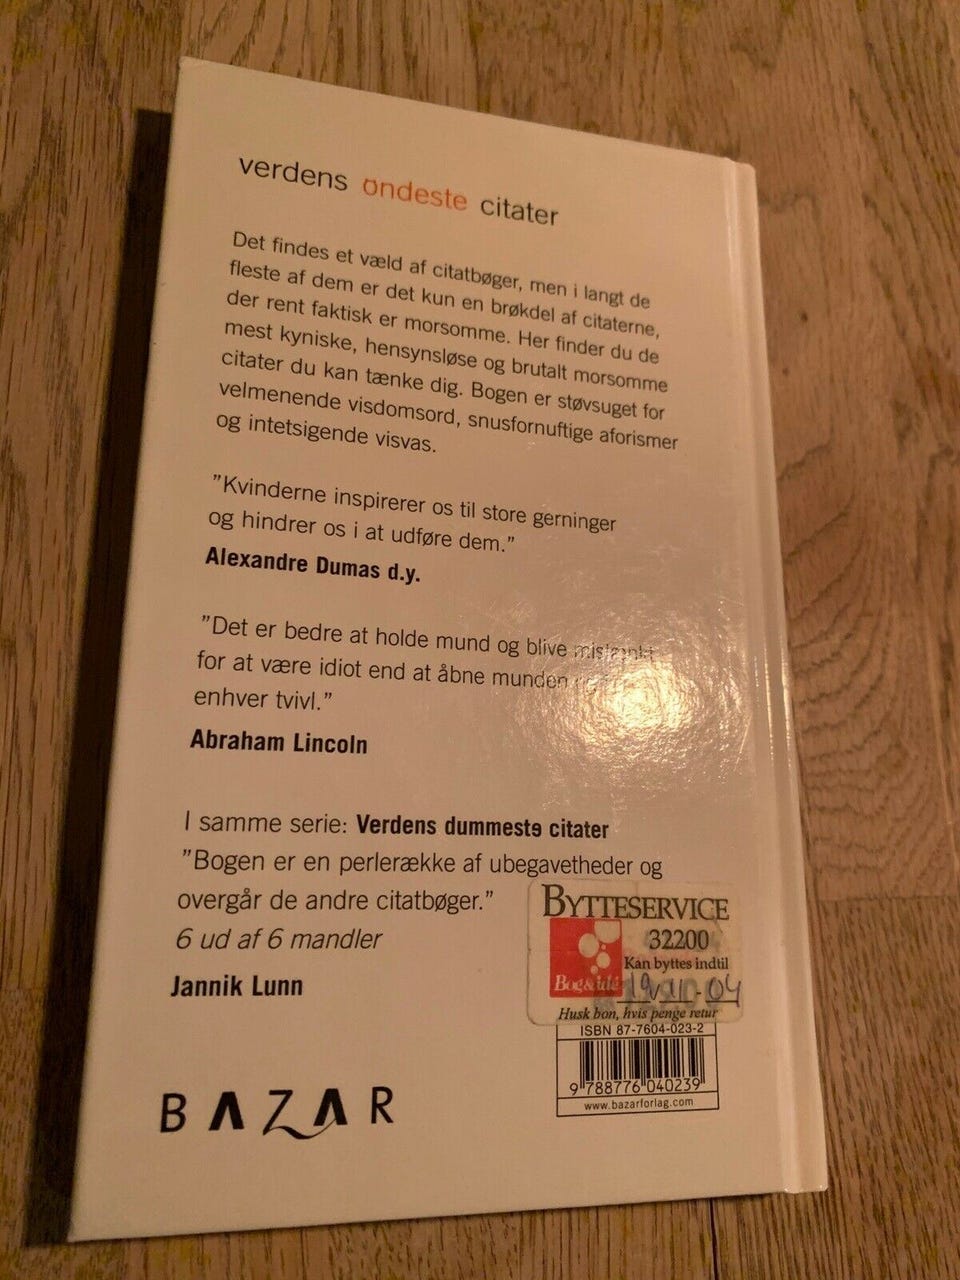 verdens ondeste citater
Det findes et væld af citatbøger, men i langt de
fleste af dem er det kun en brøkdel af citaterne,
der rent faktisk er morsomme. Her finder du de
mest kyniske, hensynsløse og brutalt morsomme
citater du kan tænke dig. Bogen er støvsuget for
velmenende visdomsord, snusfornuftige aforismer
og intetsigende visvas.
”Kvinderne inspirerer os til store gerninger
og hindrer os i at udføre dem.”
Alexandre Dumas d.y.
”Det er bedre at holde mund og blive mistænkt
for at være idiot end at åbne munden
enhver tvivl.”
Abraham Lincoln
I samme serie: Verdens dummeste citater
”Bogen er en perlerække af ubegavetheder og
overgår de andre citatbøger.”
6 ud af 6 mandler
Jannik Lunn
BYTTESERVICE
32200
Kan byttes indtil
Bog&idé 19-11-04
Husk bon, hvis penge retur
ISBN 87-7604-023-2
9 788776 040239
www.bazarforlag.com
BAZAR